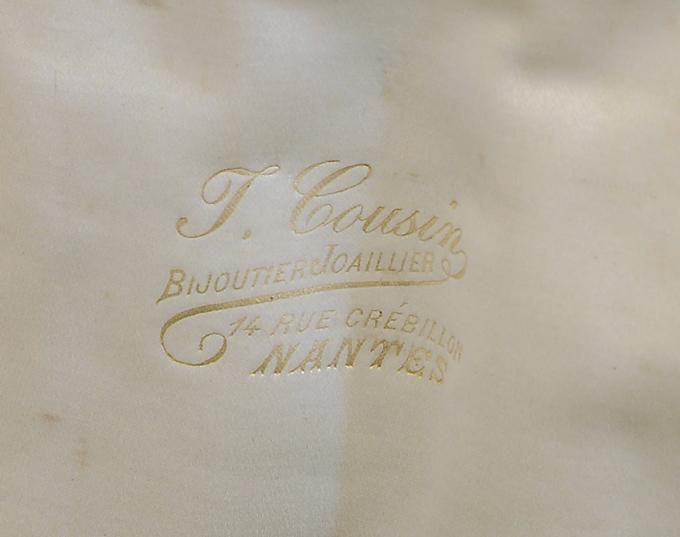 J. Cousin
BIJOUTIER JOAILLIER
14 RUE CRÉBILLON
NANTES